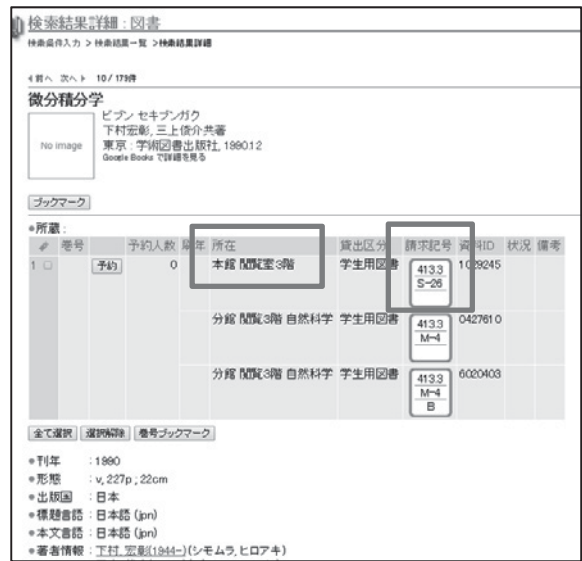 検索結果詳細 : 図書
検索条件入力 > 検索結果一覧 >検索結果詳細
前へ 次へ 10 / 179件
微分積分学
ビブン セキブンガク
下村宏彰, 三上俊介共著
No image
東京 : 学術図書出版社, 1990.12
Google Books で詳細を見る
ブックマーク
所蔵 :
# 巻号 予約人数 刷年 所在 貸出区分 請求記号 資料ID 状況 備考
1 予約 0 本館 閲覧室3階 学生用図書 413.3 1029245
S-26
分館 閲覧3階 自然科学 学生用図書 413.3 0427610
M-4
分館 閲覧3階 自然科学 学生用図書 413.3 6020403
M-4
B
全て選択 選択解除 巻号ブックマーク
刊年 : 1990
形態 : v, 227p ; 22cm
出版国 : 日本
標題言語 : 日本語 (jpn)
本文言語 : 日本語 (jpn)
著者情報 : 下村, 宏彰(1944-)(シモムラ, ヒロアキ)